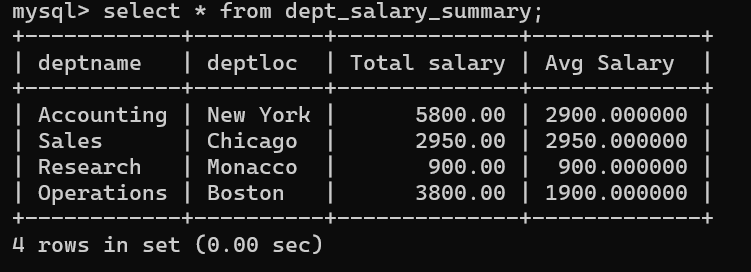 mysql> select * from dept_salary_summary;
+------------+----------+--------------+-------------+
| deptname   | deptloc  | Total salary | Avg Salary  |
+------------+----------+--------------+-------------+
| Accounting | New York |      5800.00 | 2900.000000 |
| Sales      | Chicago  |      2950.00 | 2950.000000 |
| Research   | Monacco  |       900.00 |  900.000000 |
| Operations | Boston   |      3800.00 | 1900.000000 |
+------------+----------+--------------+-------------+
4 rows in set (0.00 sec)